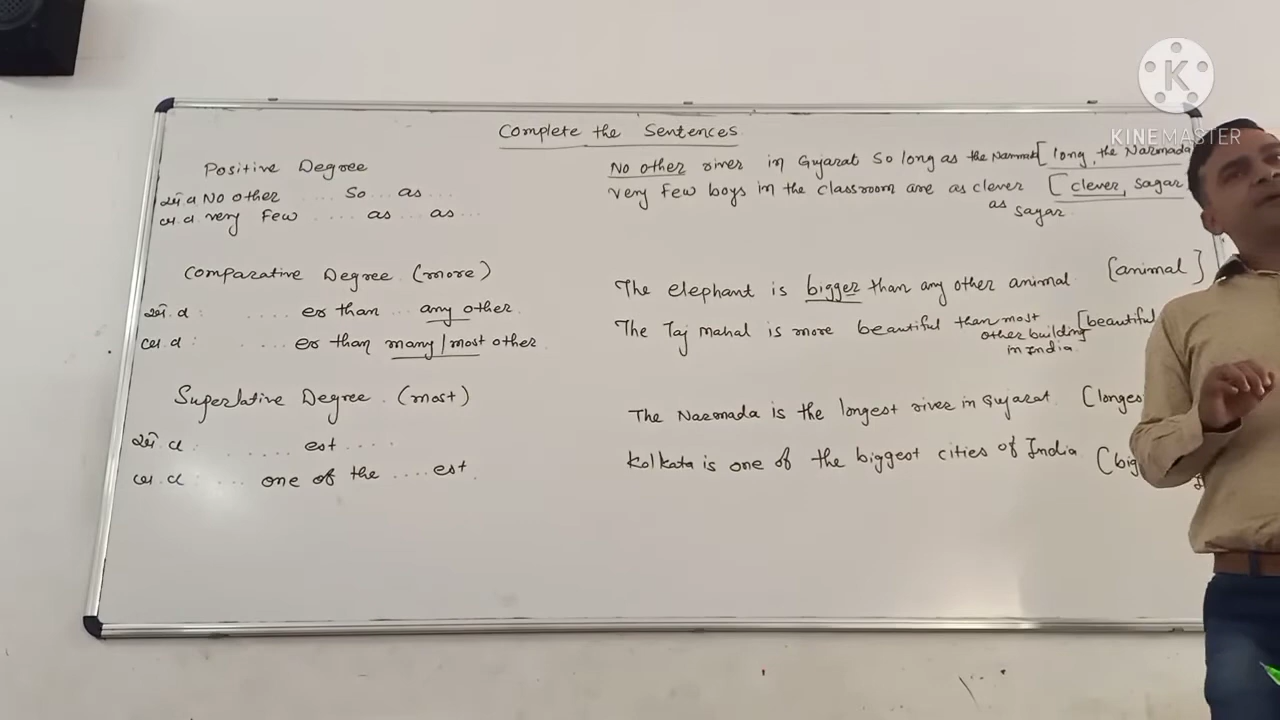 KINEMASTER
Complete the Sentences
Positive Degree
એ.વ No other .... So ... as ...
બ.વ very Few ..... as ... as ....
No other river in Gujarat So long as the Narmada [long, the Narmada
very Few boys in the classroom are as clever [clever, sagar
as sagar
Comparative Degree (more)
એ.વ : .... er than ... any other.
બ.વ : .... er than many/most other
The elephant is bigger than any other animal. [animal]
The Taj Mahal is more beautiful than most [beautiful
other building
in India.
Superlative Degree (most)
એ.વ : ..... est ....
બ.વ : .... one of the .... est.
The Narmada is the longest river in Gujarat. (longes
Kolkata is one of the biggest cities of India (big